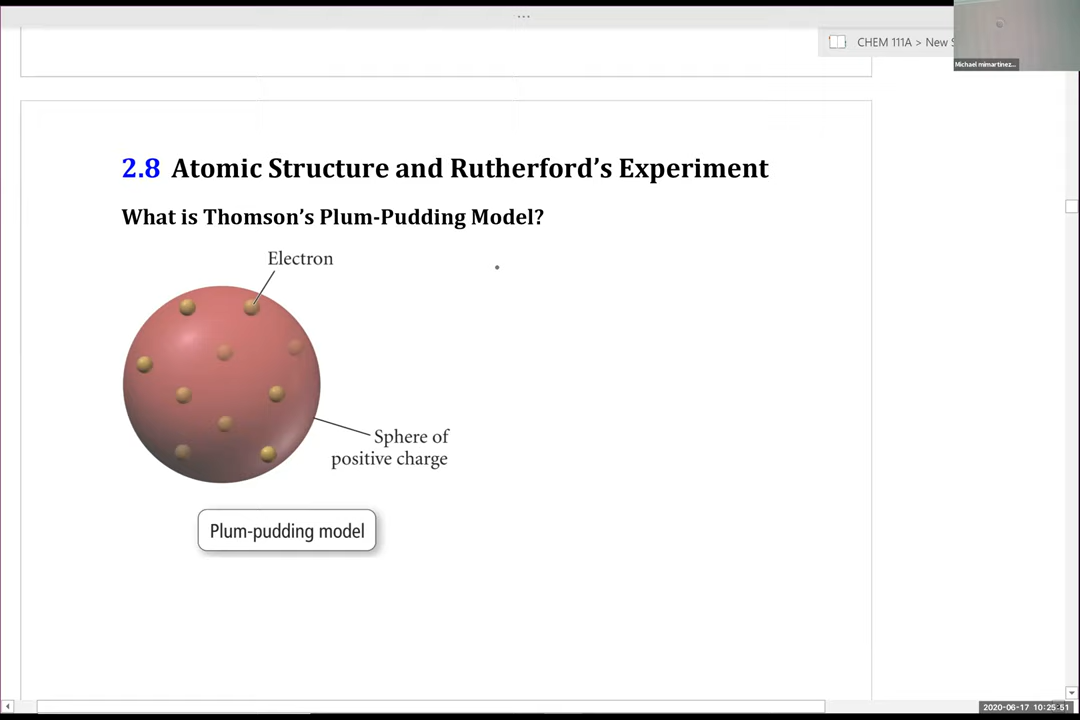 ...
CHEM 111A > New S
Michael mimartinez...
2.8 Atomic Structure and Rutherford’s Experiment
What is Thomson’s Plum-Pudding Model?
Electron
Sphere of
positive charge
Plum-pudding model
2020-06-17 10:25:51